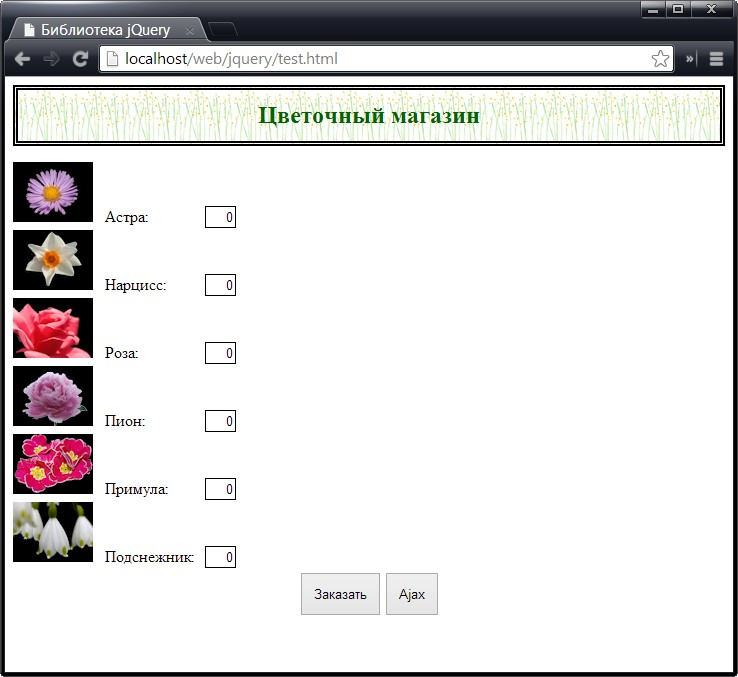 Библиотека jQuery
localhost/web/jquery/test.html
Цветочный магазин
Астра: 0
Нарцисс: 0
Роза: 0
Пион: 0
Примула: 0
Подснежник: 0
Заказать Ajax